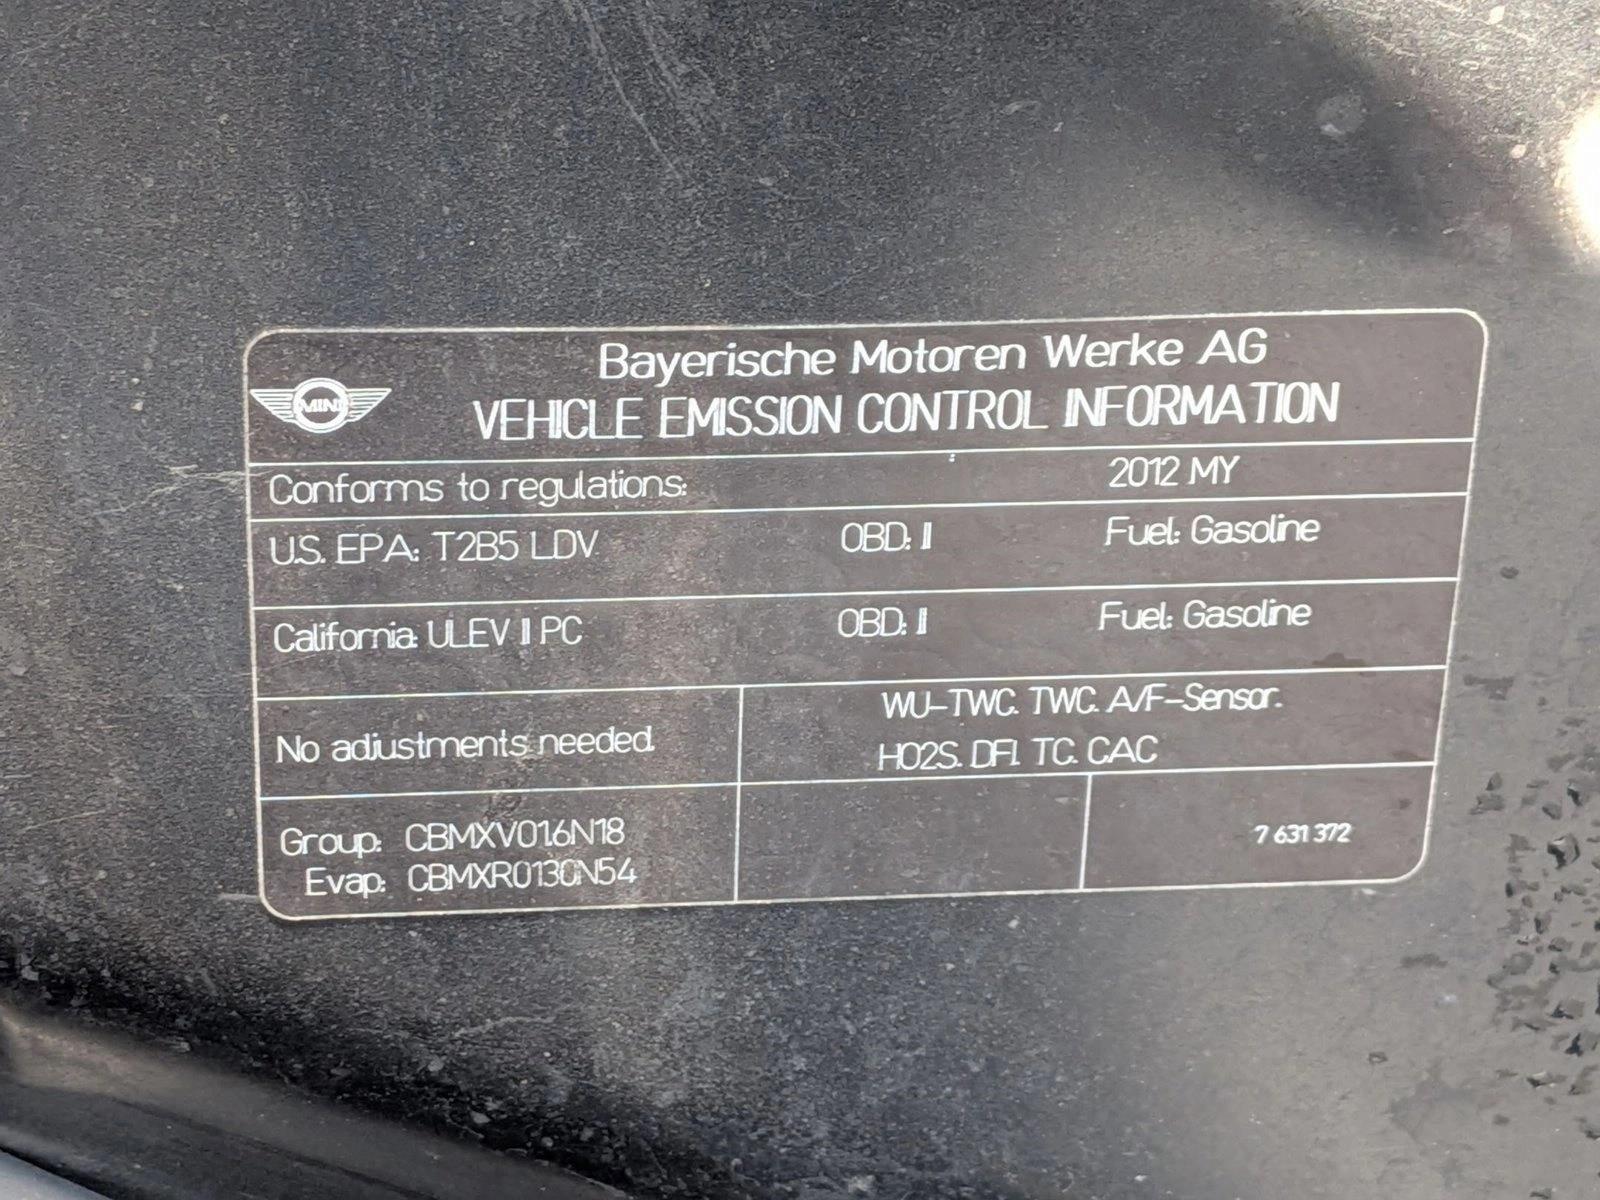 Bayerische Motoren Werke AG
MINI
VEHICLE EMISSION CONTROL INFORMATION
Conforms to regulations: 2012 MY
U.S. EPA: T2B5 LDV OBD: II Fuel: Gasoline
California: ULEV II PC OBD: II Fuel: Gasoline
No adjustments needed.
WU-TWC. TWC. A/F-Sensor.
HO2S. DFI. TC. CAC
Group: CBMXV01.6N18
Evap: CBMXR0130N54
7 631 372